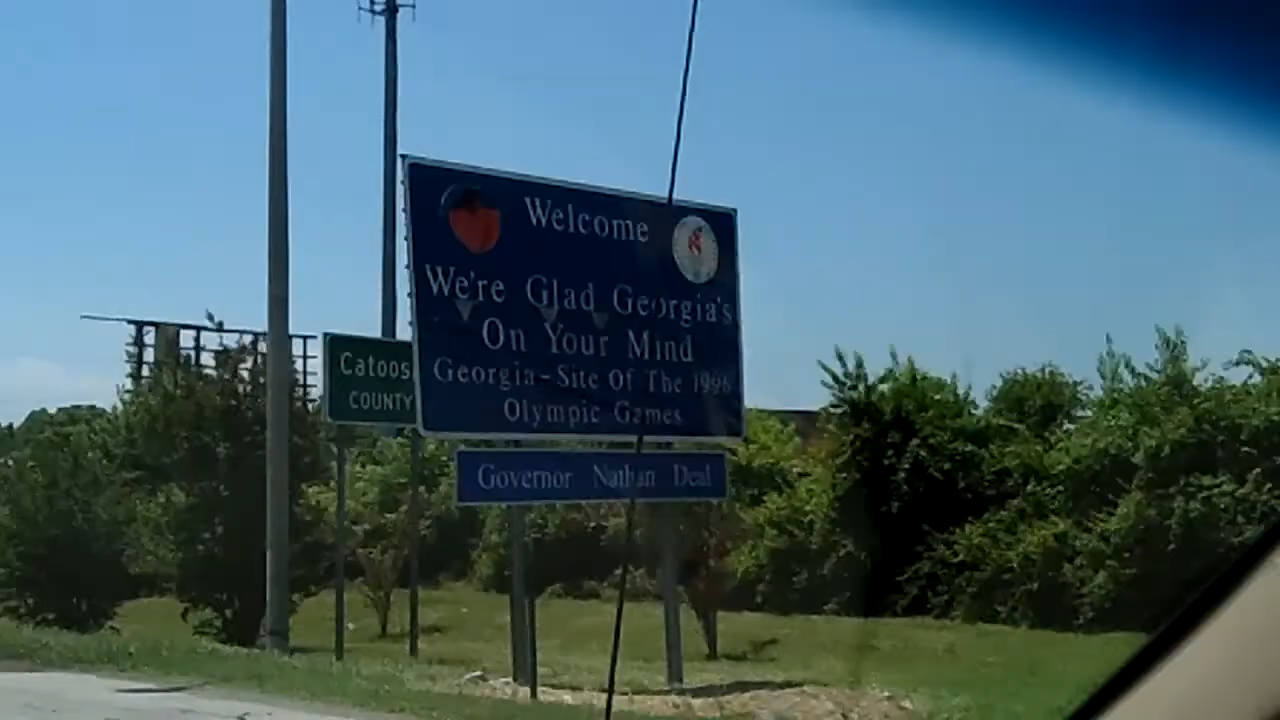 Welcome
We're Glad Georgia's
On Your Mind
Georgia-Site Of The 1996
Olympic Games
Governor Nathan Deal
Catoos
COUNTY